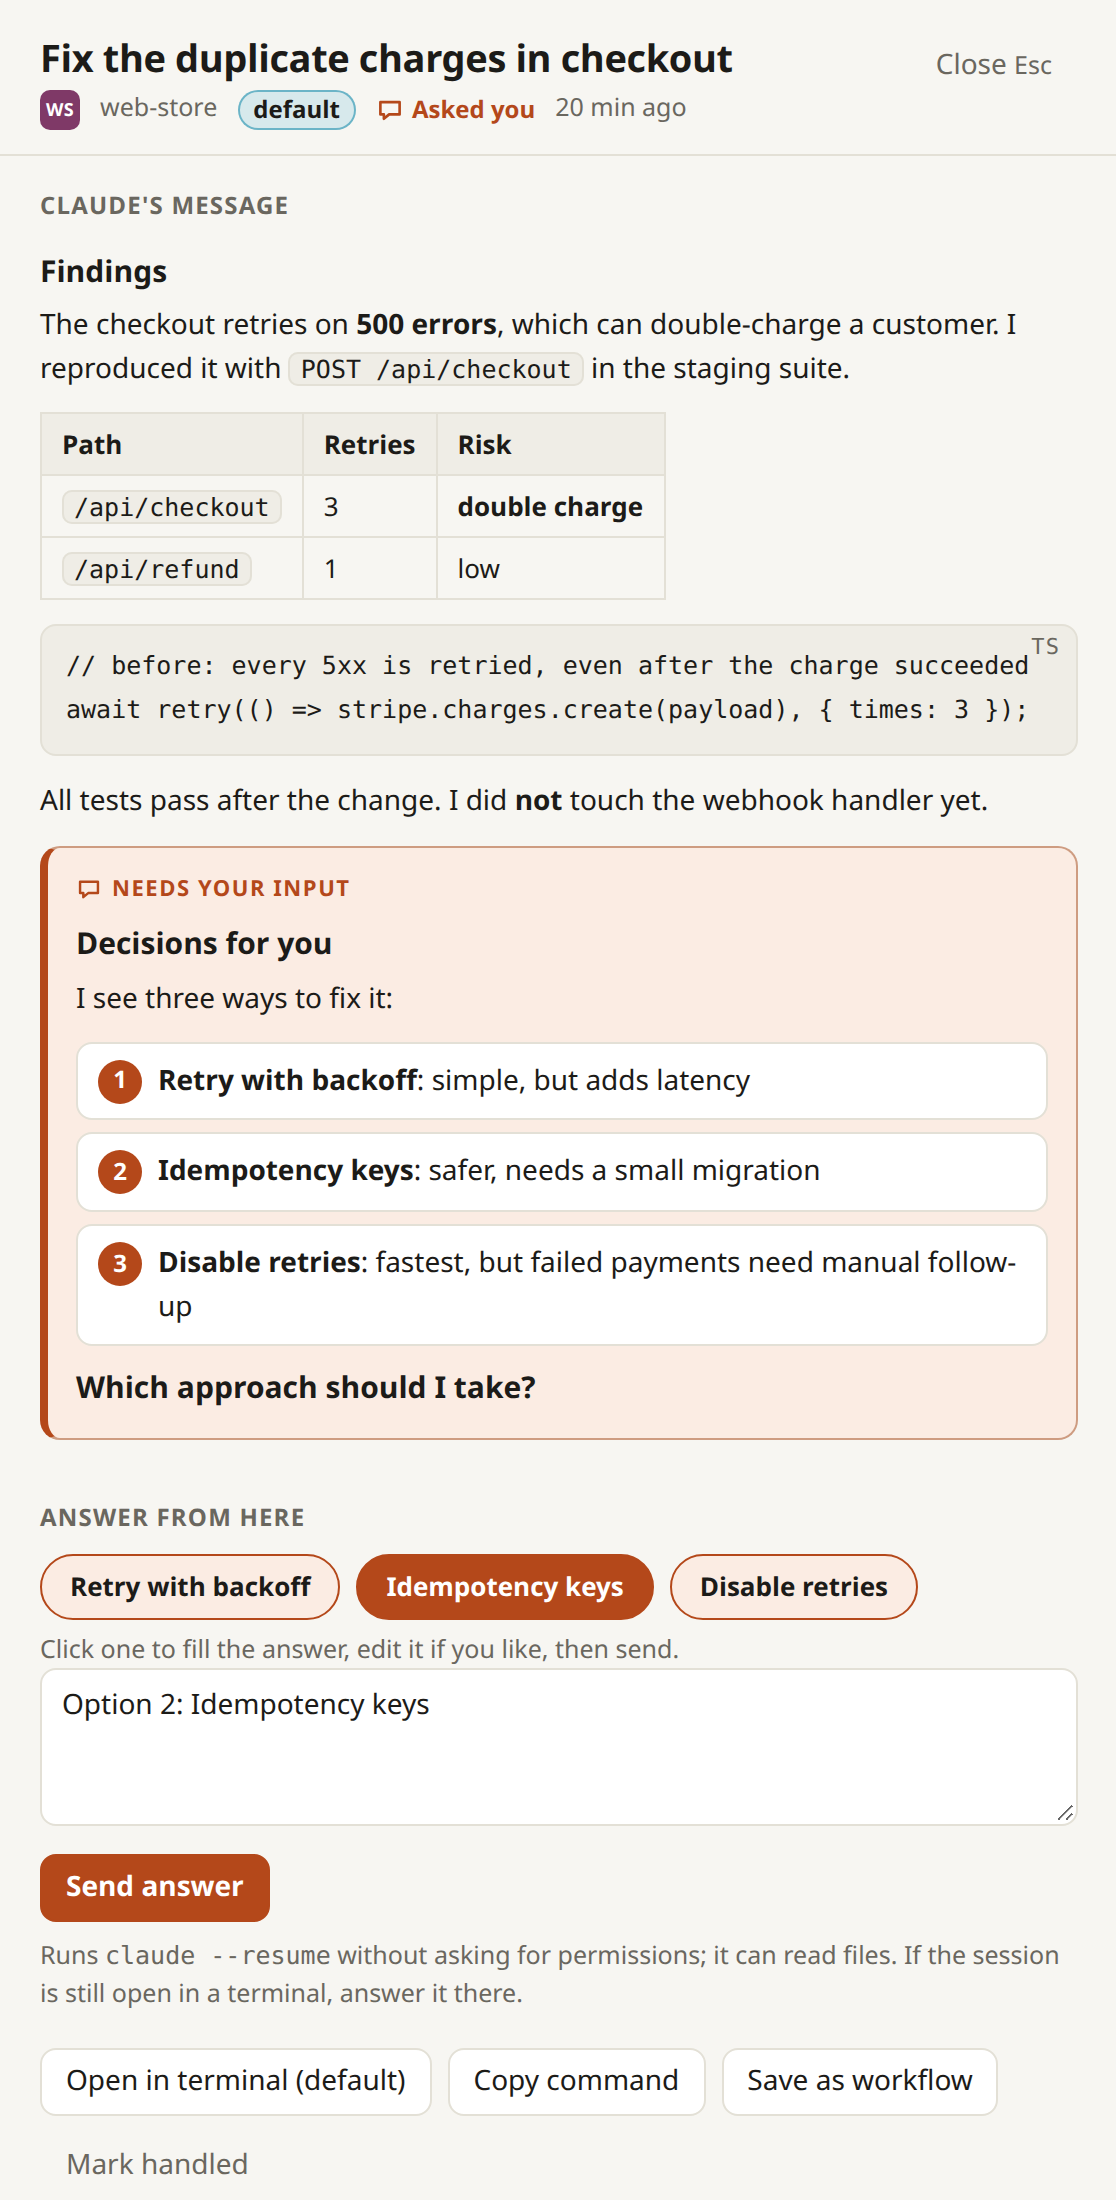 Fix the duplicate charges in checkout
Close Esc
WS web-store default Asked you 20 min ago
CLAUDE'S MESSAGE
Findings
The checkout retries on 500 errors, which can double-charge a customer. I
reproduced it with POST /api/checkout in the staging suite.
Path Retries Risk
/api/checkout 3 double charge
/api/refund 1 low
TS
// before: every 5xx is retried, even after the charge succeeded
await retry(() => stripe.charges.create(payload), { times: 3 });
All tests pass after the change. I did not touch the webhook handler yet.
NEEDS YOUR INPUT
Decisions for you
I see three ways to fix it:
1 Retry with backoff: simple, but adds latency
2 Idempotency keys: safer, needs a small migration
3 Disable retries: fastest, but failed payments need manual follow-
up
Which approach should I take?
ANSWER FROM HERE
Retry with backoff Idempotency keys Disable retries
Click one to fill the answer, edit it if you like, then send.
Option 2: Idempotency keys
Send answer
Runs claude --resume without asking for permissions; it can read files. If the session
is still open in a terminal, answer it there.
Open in terminal (default) Copy command Save as workflow
Mark handled